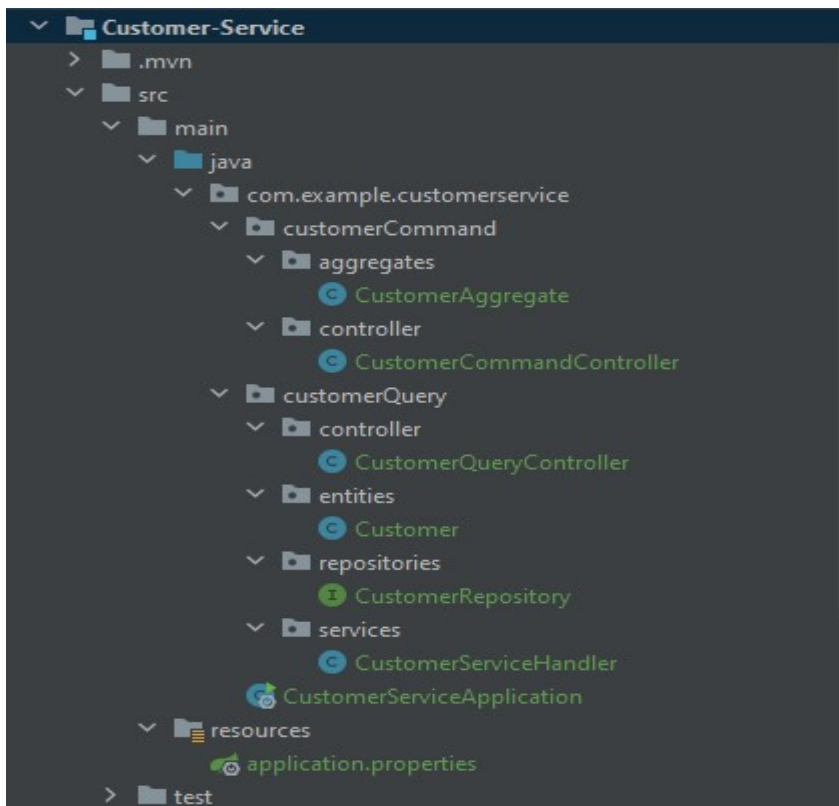 Customer-Service
.mvn
src
main
java
com.example.customerservice
customerCommand
aggregates
CustomerAggregate
controller
CustomerCommandController
customerQuery
controller
CustomerQueryController
entities
Customer
repositories
CustomerRepository
services
CustomerServiceHandler
CustomerServiceApplication
resources
application.properties
test